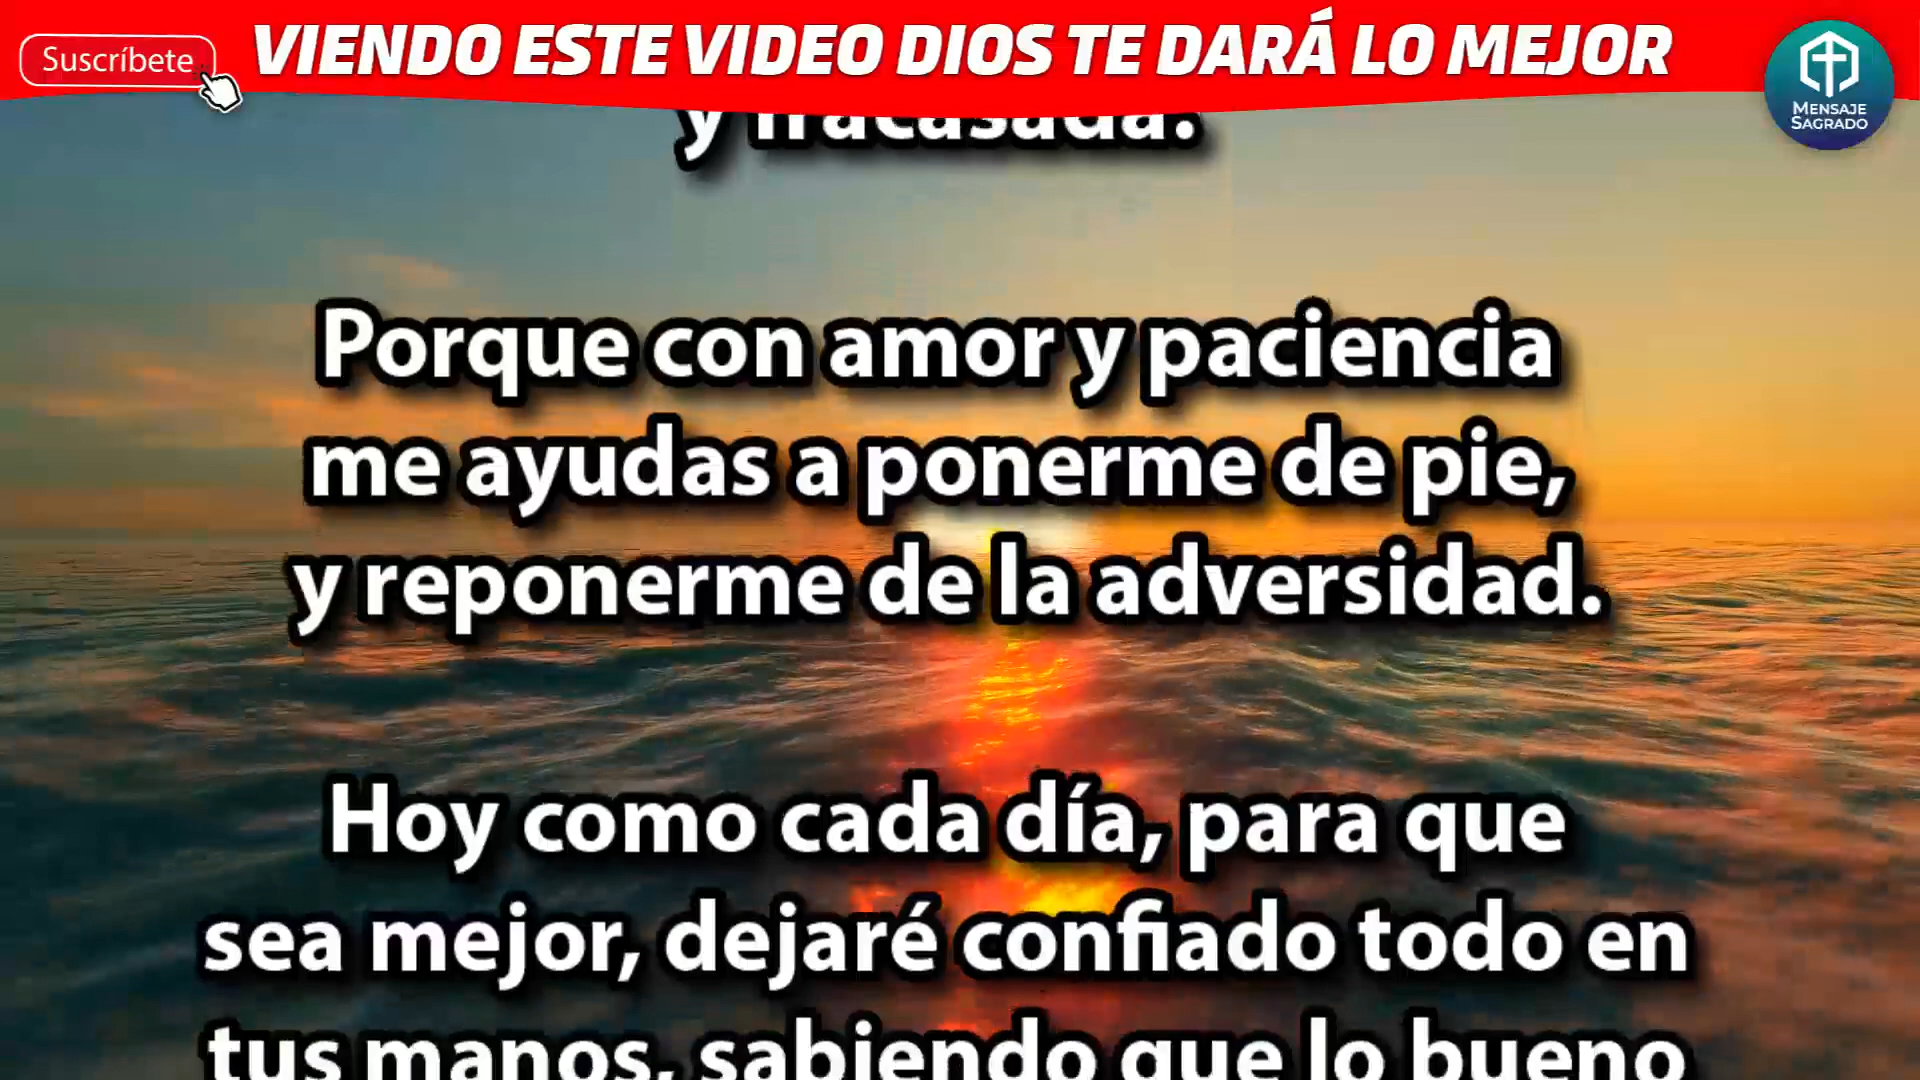 Suscríbete
VIENDO ESTE VIDEO DIOS TE DARÁ LO MEJOR
MENSAJE
SAGRADO
y fracasada.
Porque con amor y paciencia
me ayudas a ponerme de pie,
y reponerme de la adversidad.
Hoy como cada día, para que
sea mejor, dejaré confiado todo en
tus manos, sabiendo que lo bueno